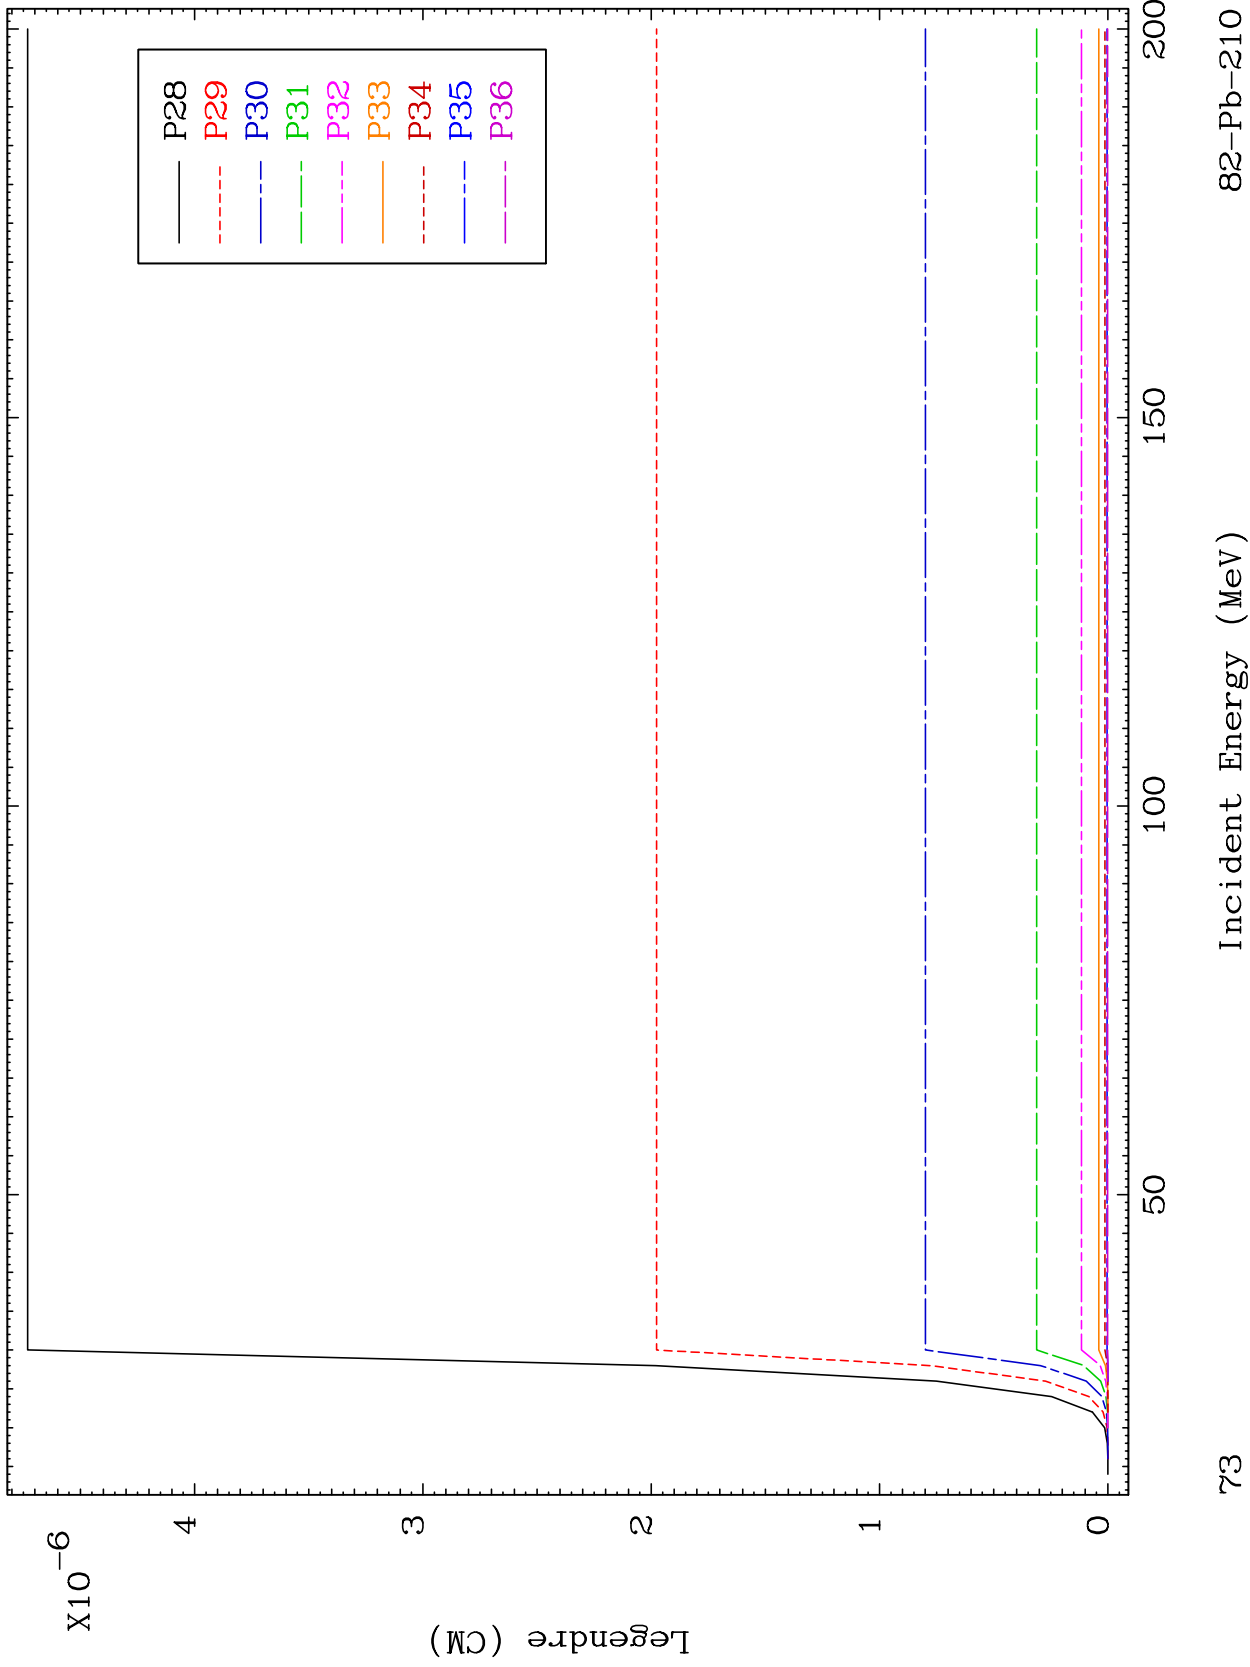 X10-6
Legendre (CM)
4
3
2
1
0
P28
P29
P30
P31
P32
P33
P34
P35
P36
50
100
150
200
Incident Energy (MeV)
73
82-Pb-210